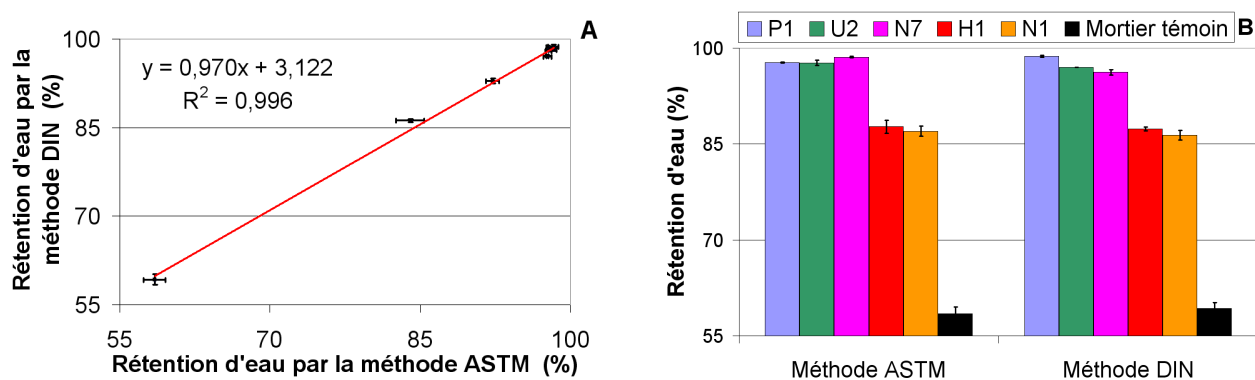 A
100
85
70
55
Rétention d'eau par la
méthode DIN (%)
y = 0,970x + 3,122
R² = 0,996
55 70 85 100
Rétention d'eau par la méthode ASTM (%)
P1 U2 N7 H1 N1 Mortier témoin
B
100
85
70
55
Rétention d'eau (%)
Méthode ASTM Méthode DIN